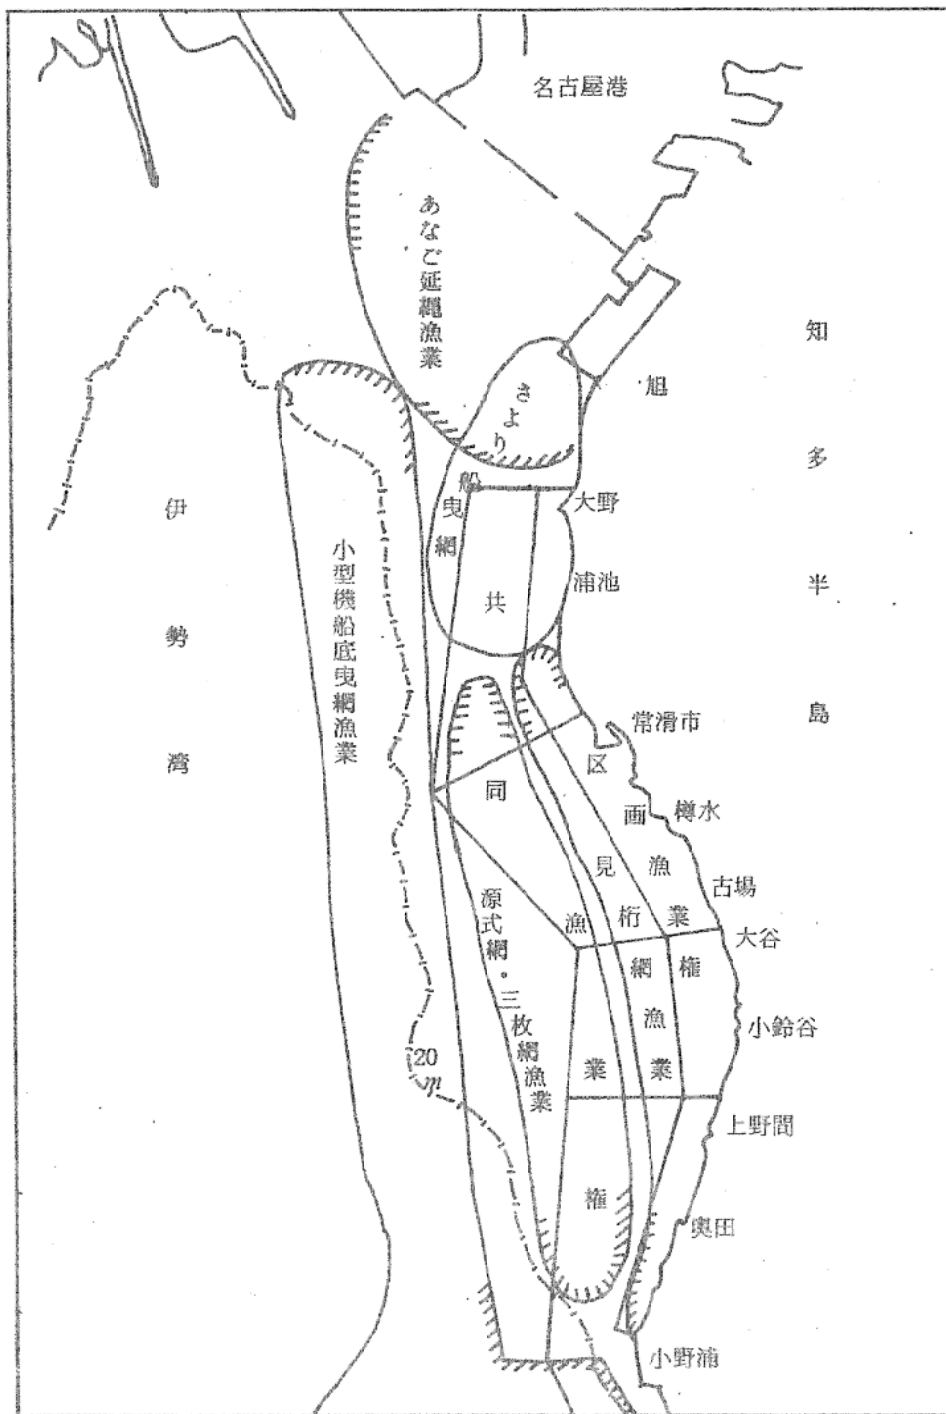 名古屋港
あなご延縄漁業
知多半島
旭
さより船曳網
大野
伊勢湾
小型機船底曳網漁業
浦池
共同漁業権
常滑市
区画漁業権
樽水
古場
見桁網漁業
源式網・三枚網漁業
大谷
小鈴谷
20m
上野間
奥田
小野浦